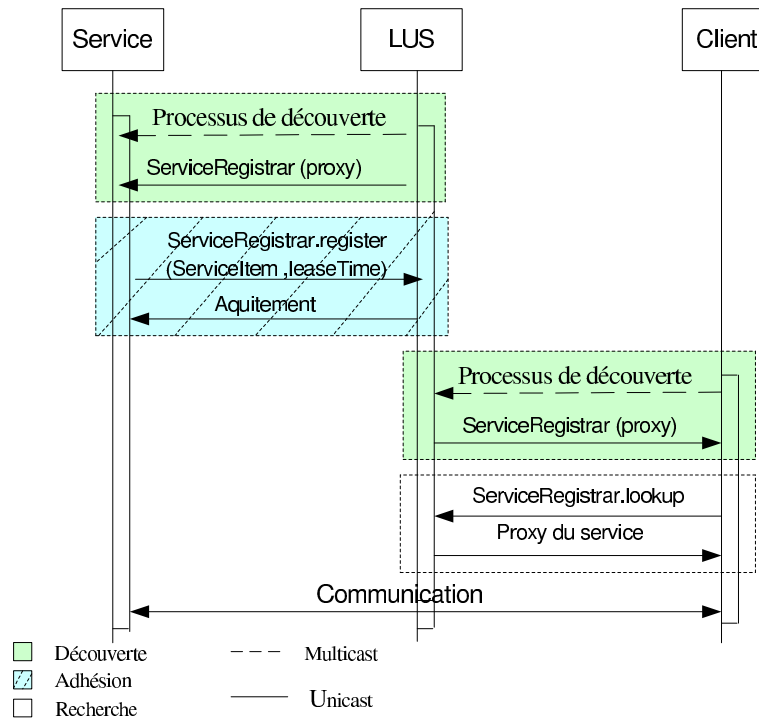 Service
LUS
Client
Processus de découverte
ServiceRegistrar (proxy)
ServiceRegistrar.register
(ServiceItem ,leaseTime)
Aquitement
Processus de découverte
ServiceRegistrar (proxy)
ServiceRegistrar.lookup
Proxy du service
Communication
Découverte
Multicast
Adhésion
Unicast
Recherche